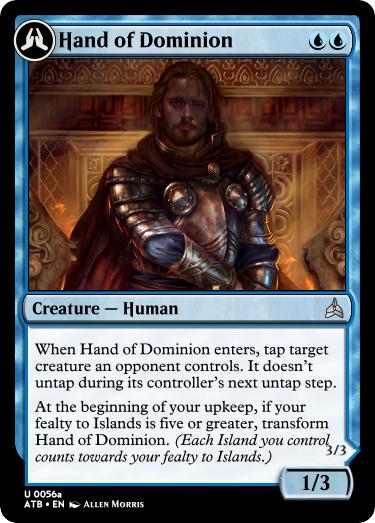 Hand of Dominion
Creature — Human
When Hand of Dominion enters, tap target
creature an opponent controls. It doesn't
untap during its controller's next untap step.
At the beginning of your upkeep, if your
fealty to Islands is five or greater, transform
Hand of Dominion. (Each Island you control
counts towards your fealty to Islands.)
3/3
1/3
U 0056a
ATB • EN Allen Morris